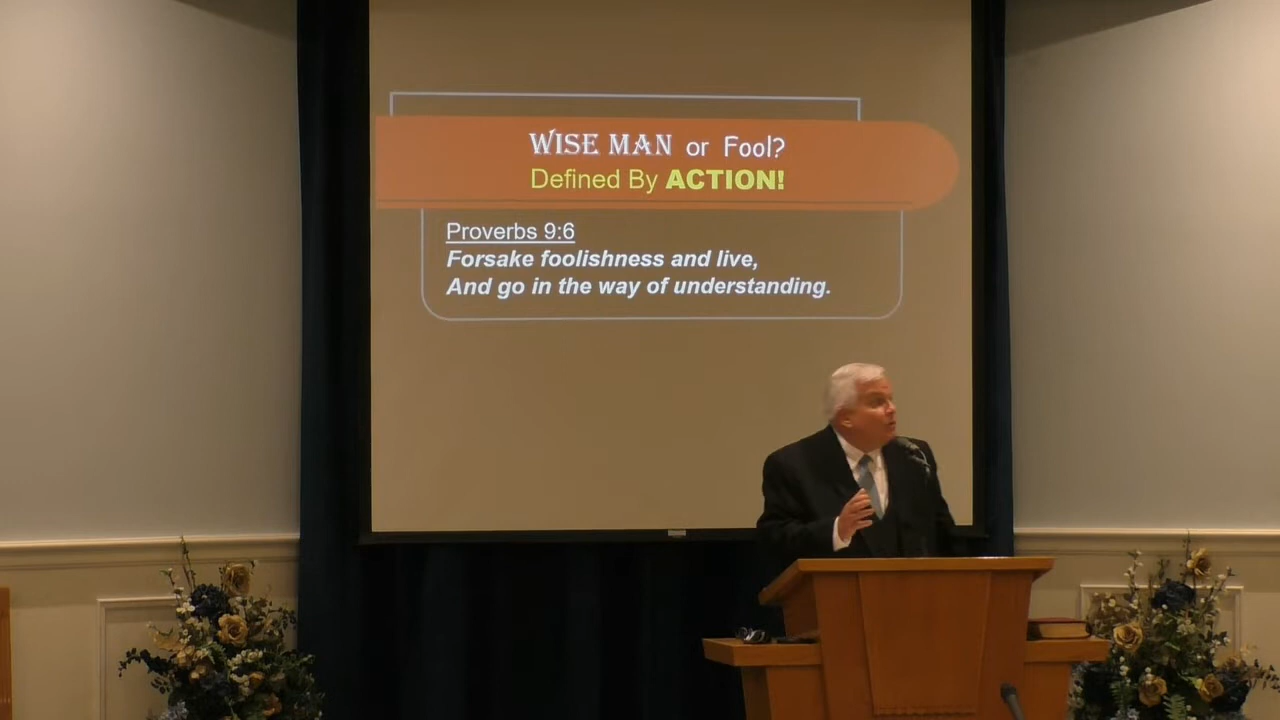 WISE MAN or Fool?
Defined By ACTION!
Proverbs 9:6
Forsake foolishness and live,
And go in the way of understanding.